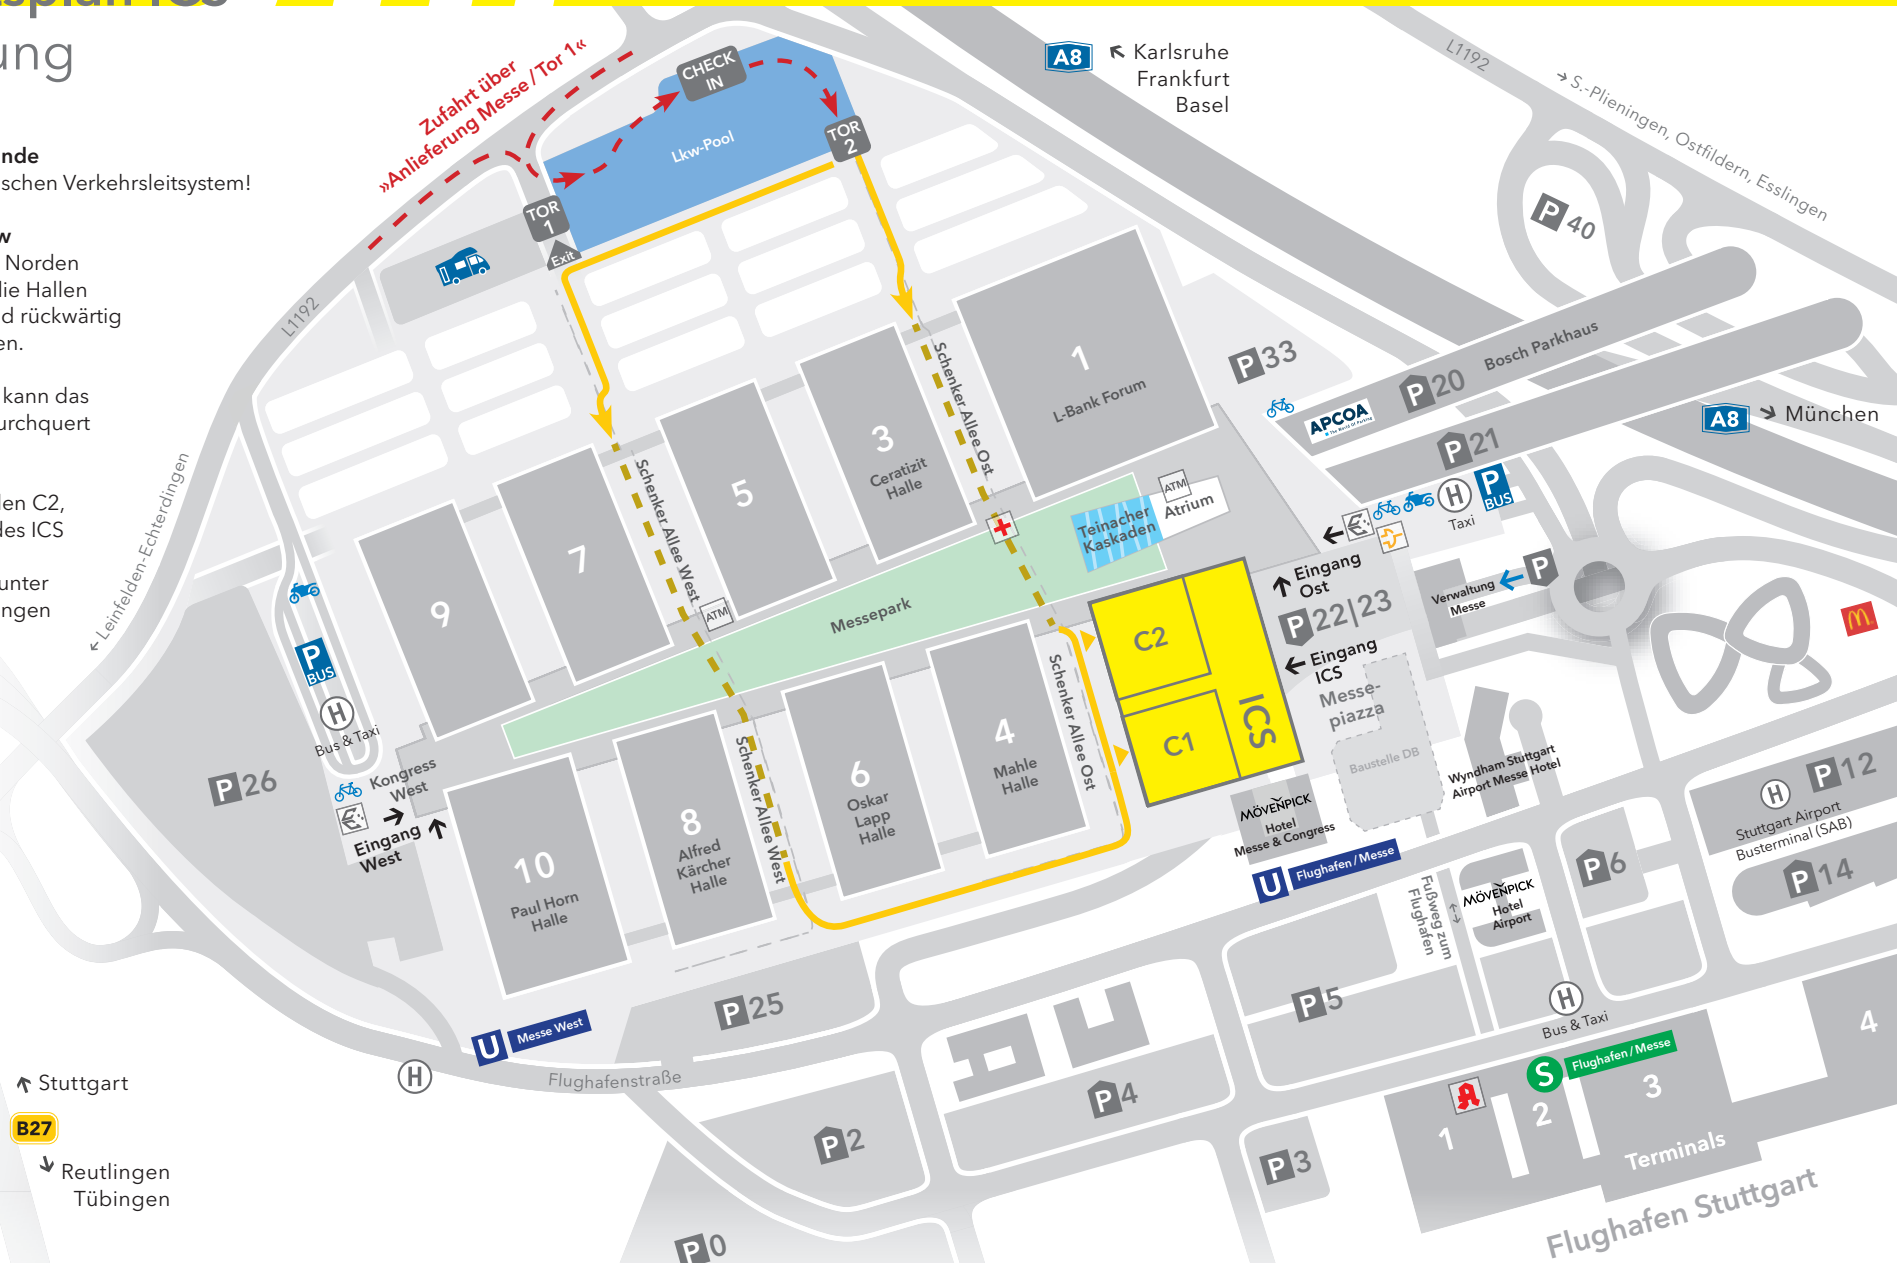 ung
schen Verkehrsleitsystem!
Norden
lie Hallen
d rückwärtig
en.
kann das
urchquert
len C2,
des ICS
unter
ngen
Zufahrt über
»Anlieferung Messe / Tor 1«
CHECK
IN
Lkw-Pool
TOR
1
TOR
2
Exit
A8
Karlsruhe
Frankfurt
Basel
L1192
S.-Plieningen, Ostfildern, Esslingen
P 40
L1192
Leinfelden-Echterdingen
1
L-Bank Forum
P 33
Bosch Parkhaus
P 20
APCOA
P 21
A8
München
3
Ceratizit
Halle
5
7
9
Schenker Allee Ost
Schenker Allee West
ATM
Teinacher
Kaskaden
ATM
Atrium
H
Taxi
P
BUS
Eingang
Ost
Verwaltung
Messe
P
Messepark
P 22|23
Eingang
ICS
Messe-
piazza
C2
C1
ICS
Baustelle DB
Wyndham Stuttgart
Airport Messe Hotel
P
BUS
H
Bus & Taxi
P 26
Kongress
West
Eingang
West
10
Paul Horn
Halle
8
Alfred
Kärcher
Halle
Schenker Allee West
6
Oskar
Lapp
Halle
4
Mahle
Halle
Schenker Allee Ost
MÖVENPICK
Hotel
Messe & Congress
U Flughafen / Messe
Fußweg zum
Flughafen
MÖVENPICK
Hotel
Airport
P 6
H
P 12
Stuttgart Airport
Busterminal (SAB)
P 14
P 5
H
Bus & Taxi
P 25
U Messe West
H
Flughafenstraße
P 4
P 2
P 3
P 0
S Flughafen / Messe
1
2
3
4
Terminals
Flughafen Stuttgart
Stuttgart
B27
Reutlingen
Tübingen